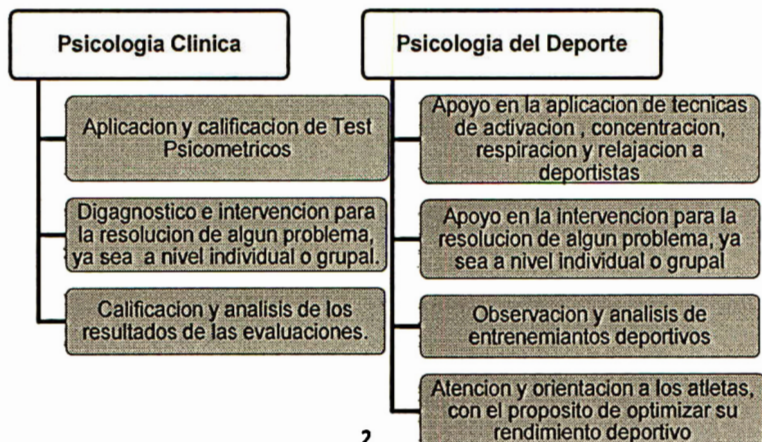 Psicologia Clinica
Aplicacion y calificacion de Test
Psicometricos
Digagnostico e intervencion para
la resolucion de algun problema,
ya sea a nivel individual o grupal.
Calificacion y analisis de los
resultados de las evaluaciones.
Psicologia del Deporte
Apoyo en la aplicacion de tecnicas
de activacion , concentracion,
respiracion y relajacion a
deportistas
Apoyo en la intervencion para la
resolucion de algun problema, ya
sea a nivel individual o grupal
Observacion y analisis de
entrenemiantos deportivos
Atencion y orientacion a los atletas,
con el proposito de optimizar su
rendimiento deportivo
2